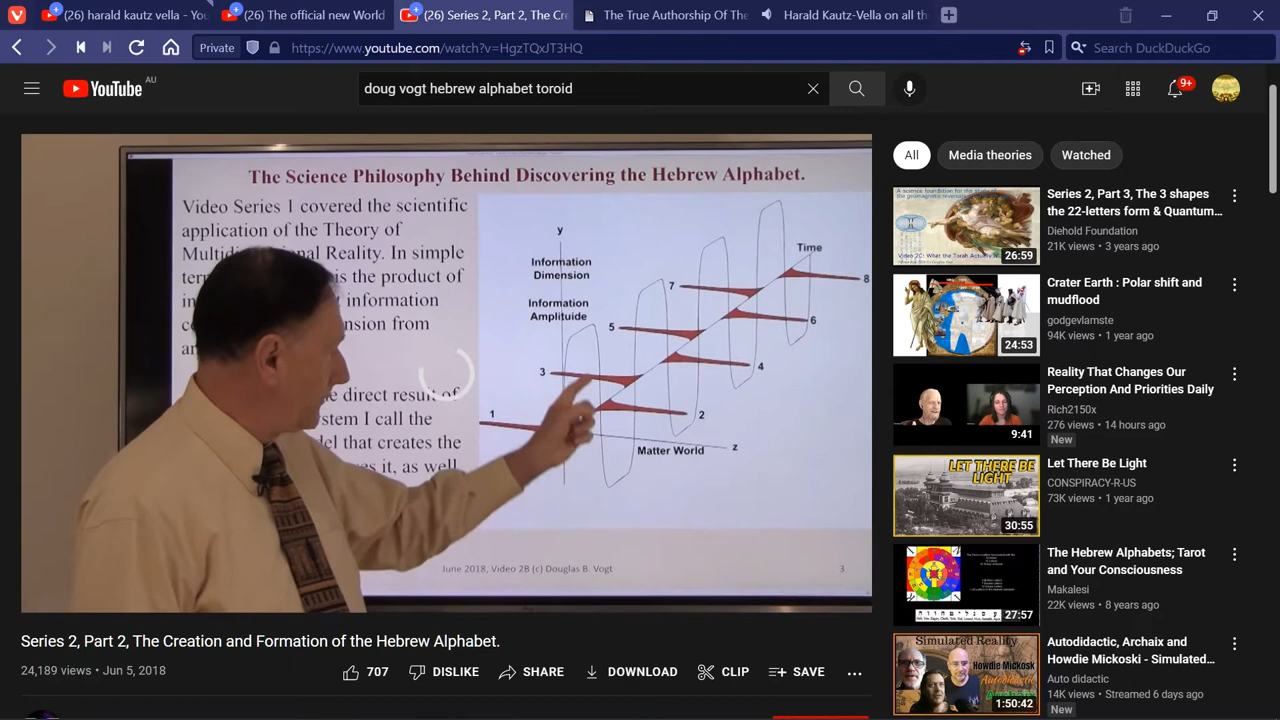 (26) harald kautz vella - You
(26) The official new World
(26) Series 2, Part 2, The Cre
The True Authorship Of The
Harald Kautz-Vella on all th
Private
https://www.youtube.com/watch?v=HgzTQxJT3HQ
Search DuckDuckGo
YouTube
AU
doug vogt hebrew alphabet toroid
9+
The Science Philosophy Behind Discovering the Hebrew Alphabet.
Video Series 1 covered the scientific
application of the Theory of
Reality. In simple
is the product of
information
from
direct result of
I call the
that creates the
it, as well
y
Information
Dimension
Information
Amplituide
Time
8
7
6
5
4
3
2
1
Matter World
z
June 2018, Video 2B (c) Douglas B. Vogt
3
Series 2, Part 2, The Creation and Formation of the Hebrew Alphabet.
24,189 views • Jun 5, 2018
707
DISLIKE
SHARE
DOWNLOAD
CLIP
SAVE
All
Media theories
Watched
26:59
Series 2, Part 3, The 3 shapes
the 22-letters form & Quantum...
Diehold Foundation
21K views • 3 years ago
24:53
Crater Earth : Polar shift and
mudflood
godgevlamste
94K views • 1 year ago
9:41
Reality That Changes Our
Perception And Priorities Daily
Rich2150x
276 views • 14 hours ago
New
LET THERE BE
LIGHT
30:55
Let There Be Light
CONSPIRACY-R-US
73K views • 1 year ago
27:57
The Hebrew Alphabets; Tarot
and Your Consciousness
Makalesi
22K views • 8 years ago
Simulated Reality
Howdie Mickoski
Autodidactic
1:50:42
Autodidactic, Archaix and
Howdie Mickoski - Simulated...
Auto didactic
14K views • Streamed 6 days ago
New